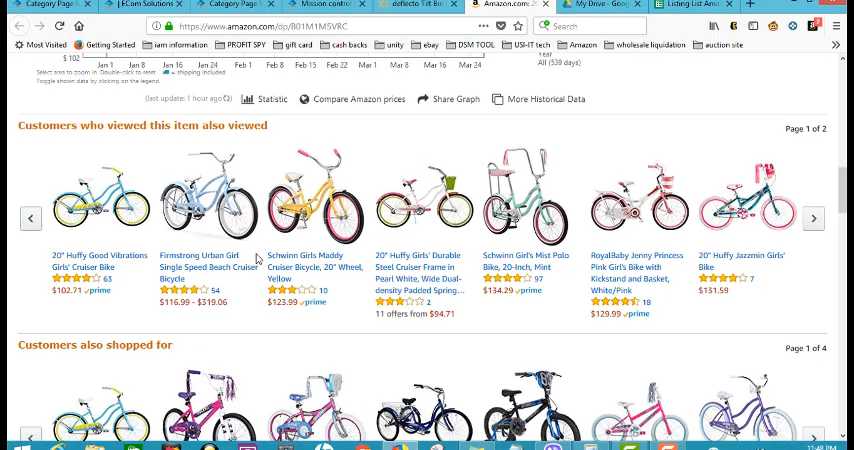 Category Page S
ECom Solutions
Category Page S
Mission control
deflecto Tilt Bin
Amazon.com: 20
My Drive - Goog
Listing List Amaz
https://www.amazon.com/dp/B01M1M5VRC
Search
7
Most Visited
Getting Started
iam information
PROFIT SPY
gift card
cash backs
unity
ebay
DSM TOOL
USI-IT tech
Amazon
wholesale liquidation
auction site
$ 102
Jan 1
Jan 8
Jan 16
Jan 24
Feb 1
Feb 8
Feb 15
Feb 22
Mar 1
Mar 8
Mar 16
Mar 24
Year
All (539 days)
Select area to zoom in. Double-click to reset.
= shipping included
Toggle shown data by clicking on the legend.
(last update: 1 hour ago)
Statistic
Compare Amazon prices
Share Graph
More Historical Data
Customers who viewed this item also viewed
Page 1 of 2
20" Huffy Good Vibrations
Girls' Cruiser Bike
63
$102.71 prime
Firmstrong Urban Girl
Single Speed Beach Cruiser
Bicycle
54
$116.99 - $319.06
Schwinn Girls Maddy
Cruiser Bicycle, 20" Wheel,
Yellow
10
$123.99 prime
20" Huffy Girls' Durable
Steel Cruiser Frame in
Pearl White, Wide Dual-
density Padded Spring...
2
11 offers from $94.71
Schwinn Girl's Mist Polo
Bike, 20-Inch, Mint
97
$134.29 prime
RoyalBaby Jenny Princess
Pink Girl's Bike with
Kickstand and Basket,
White/Pink
18
$129.99 prime
20" Huffy Jazzmin Girls'
Bike
7
$131.59
Customers also shopped for
Page 1 of 4
11:48 PM